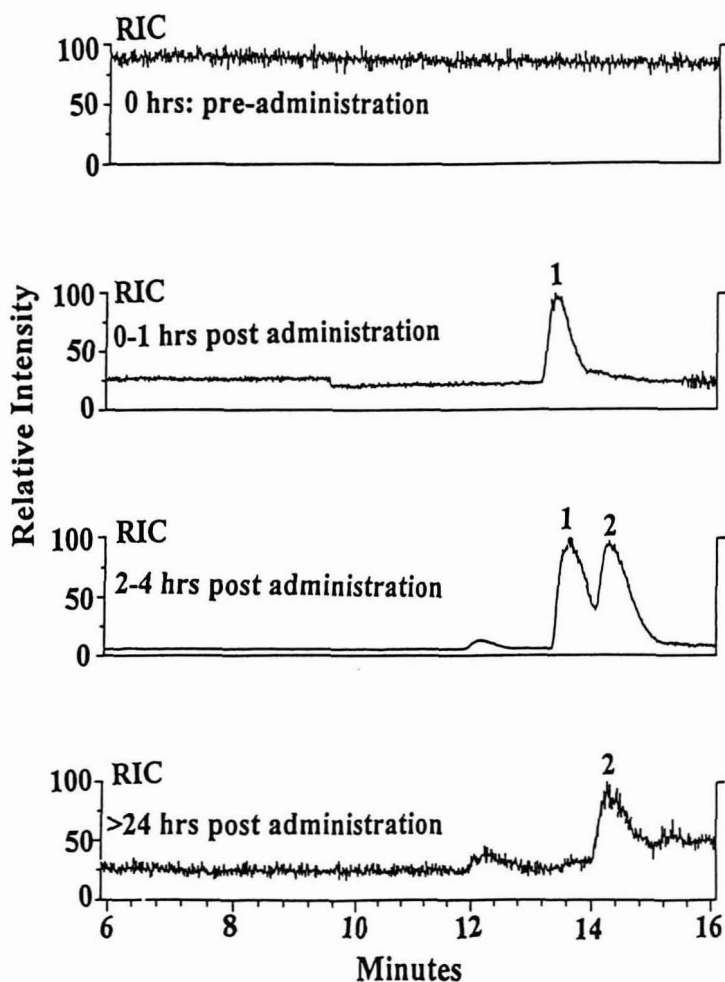 RIC
100
50
0
0 hrs: pre-administration
1
RIC
100
50
0
0-1 hrs post administration
1 2
RIC
100
50
0
2-4 hrs post administration
2
RIC
100
50
0
>24 hrs post administration
6 8 10 12 14 16
Minutes
Relative Intensity